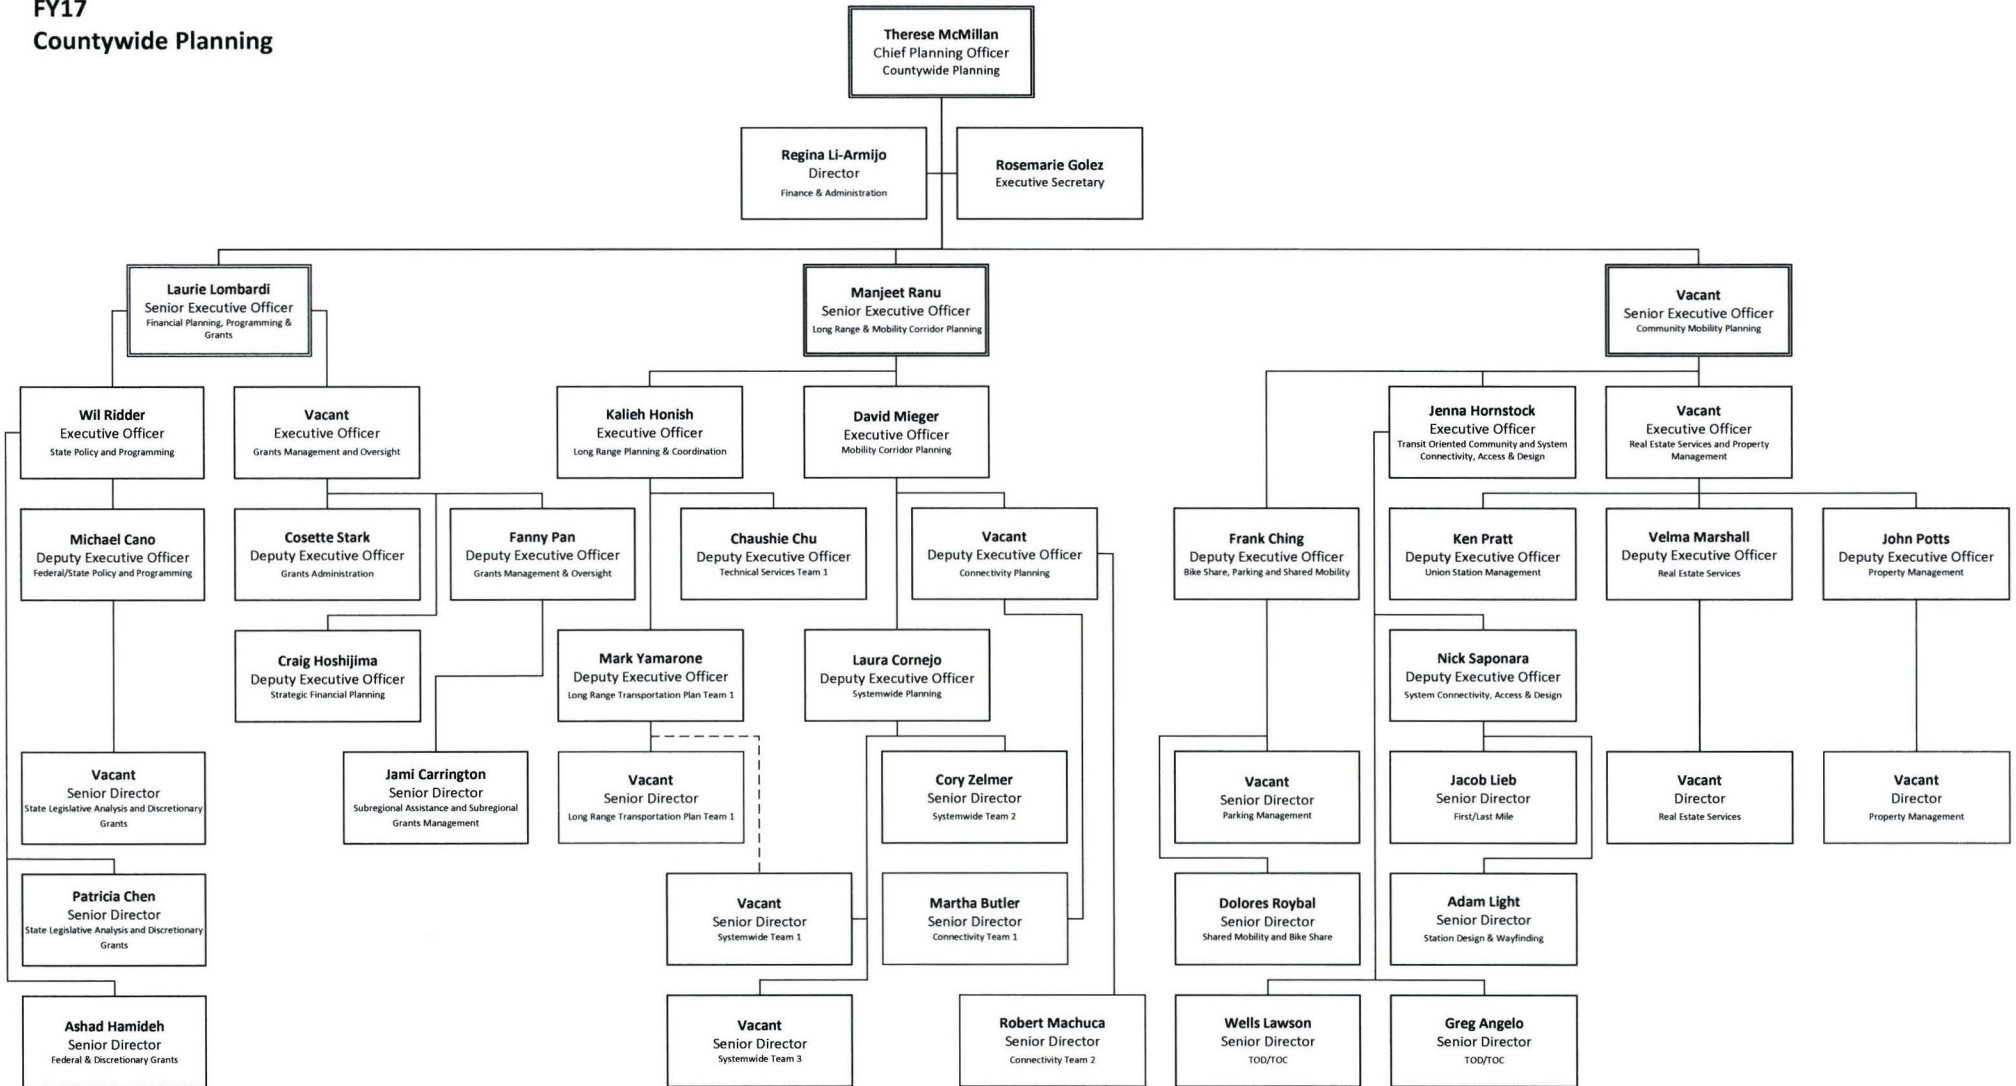 FY17
Countywide Planning
Therese McMillan
Chief Planning Officer
Countywide Planning
Regina Li-Armijo
Director
Finance & Administration
Rosemarie Golez
Executive Secretary
Laurie Lombardi
Senior Executive Officer
Financial Planning, Programming &
Grants
Manjeet Ranu
Senior Executive Officer
Long Range & Mobility Corridor Planning
Vacant
Senior Executive Officer
Community Mobility Planning
Wil Ridder
Executive Officer
State Policy and Programming
Vacant
Executive Officer
Grants Management and Oversight
Kalieh Honish
Executive Officer
Long Range Planning & Coordination
David Mieger
Executive Officer
Mobility Corridor Planning
Jenna Hornstock
Executive Officer
Transit Oriented Community and System
Connectivity, Access & Design
Vacant
Executive Officer
Real Estate Services and Property
Management
Michael Cano
Deputy Executive Officer
Federal/State Policy and Programming
Cosette Stark
Deputy Executive Officer
Grants Administration
Fanny Pan
Deputy Executive Officer
Grants Management & Oversight
Chaushie Chu
Deputy Executive Officer
Technical Services Team 1
Vacant
Deputy Executive Officer
Connectivity Planning
Frank Ching
Deputy Executive Officer
Bike Share, Parking and Shared Mobility
Ken Pratt
Deputy Executive Officer
Union Station Management
Velma Marshall
Deputy Executive Officer
Real Estate Services
John Potts
Deputy Executive Officer
Property Management
Craig Hoshijima
Deputy Executive Officer
Strategic Financial Planning
Mark Yamarone
Deputy Executive Officer
Long Range Transportation Plan Team 1
Laura Cornejo
Deputy Executive Officer
Systemwide Planning
Nick Saponara
Deputy Executive Officer
System Connectivity, Access & Design
Vacant
Senior Director
State Legislative Analysis and Discretionary
Grants
Jami Carrington
Senior Director
Subregional Assistance and Subregional
Grants Management
Vacant
Senior Director
Long Range Transportation Plan Team 1
Cory Zelmer
Senior Director
Systemwide Team 2
Vacant
Senior Director
Parking Management
Jacob Lieb
Senior Director
First/Last Mile
Vacant
Director
Real Estate Services
Vacant
Director
Property Management
Patricia Chen
Senior Director
State Legislative Analysis and Discretionary
Grants
Vacant
Senior Director
Systemwide Team 1
Martha Butler
Senior Director
Connectivity Team 1
Dolores Roybal
Senior Director
Shared Mobility and Bike Share
Adam Light
Senior Director
Station Design & Wayfinding
Ashad Hamideh
Senior Director
Federal & Discretionary Grants
Vacant
Senior Director
Systemwide Team 3
Robert Machuca
Senior Director
Connectivity Team 2
Wells Lawson
Senior Director
TOD/TOC
Greg Angelo
Senior Director
TOD/TOC